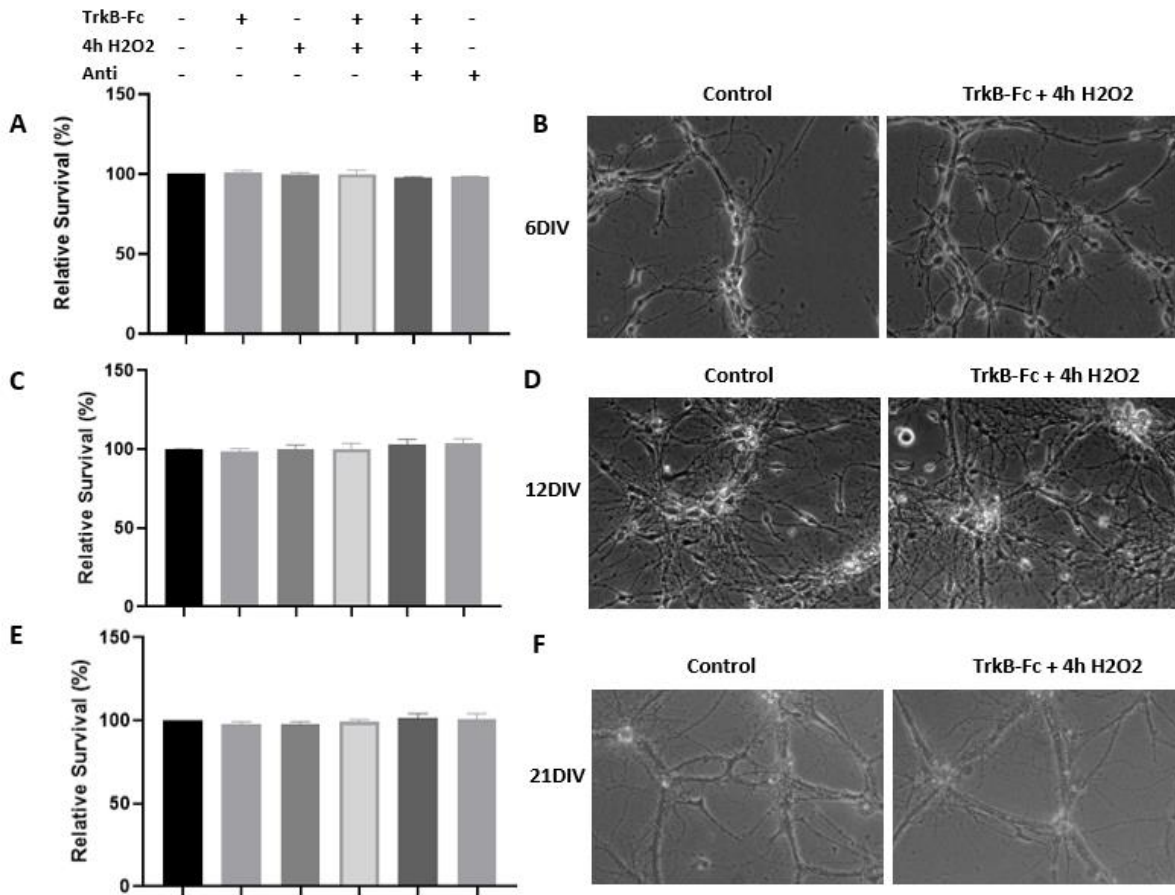 TrkB-Fc - + - + + -
4h H2O2 - - + + + -
Anti - - - - + +
A
150
100
50
0
Relative Survival (%)
B
Control TrkB-Fc + 4h H2O2
6DIV
C
150
100
50
0
Relative Survival (%)
D
Control TrkB-Fc + 4h H2O2
12DIV
E
150
100
50
0
Relative Survival (%)
F
Control TrkB-Fc + 4h H2O2
21DIV